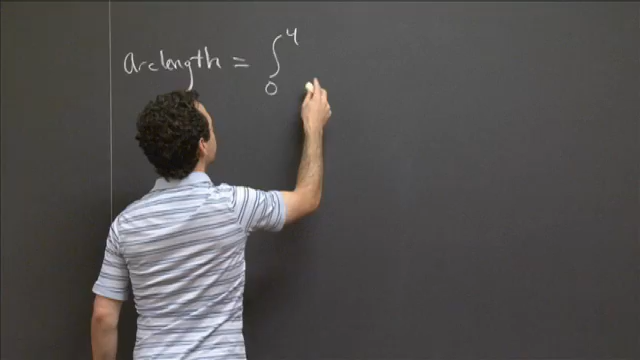 arclength = ∫₀⁴